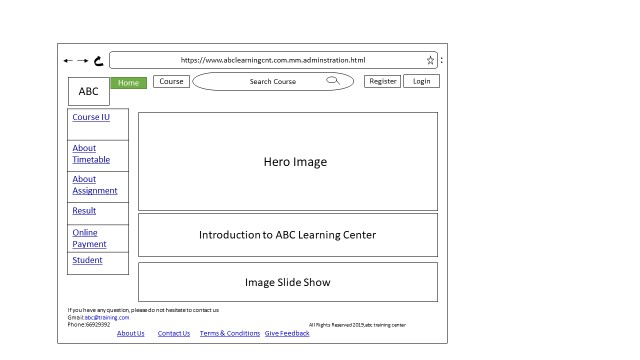 https://www.abclearningcnt.com.mm.adminstration.html
ABC
Home
Course
Search Course
Register
Login
Course IU
About
Timetable
About
Assignment
Result
Online
Payment
Student
Hero Image
Introduction to ABC Learning Center
Image Slide Show
If you have any question, please do not hesitate to contact us
Gmail:abc@training.com
Phone:66929392
All Rights Reserved 2019,abc training center
About Us
Contact Us
Terms & Conditions
Give Feedback